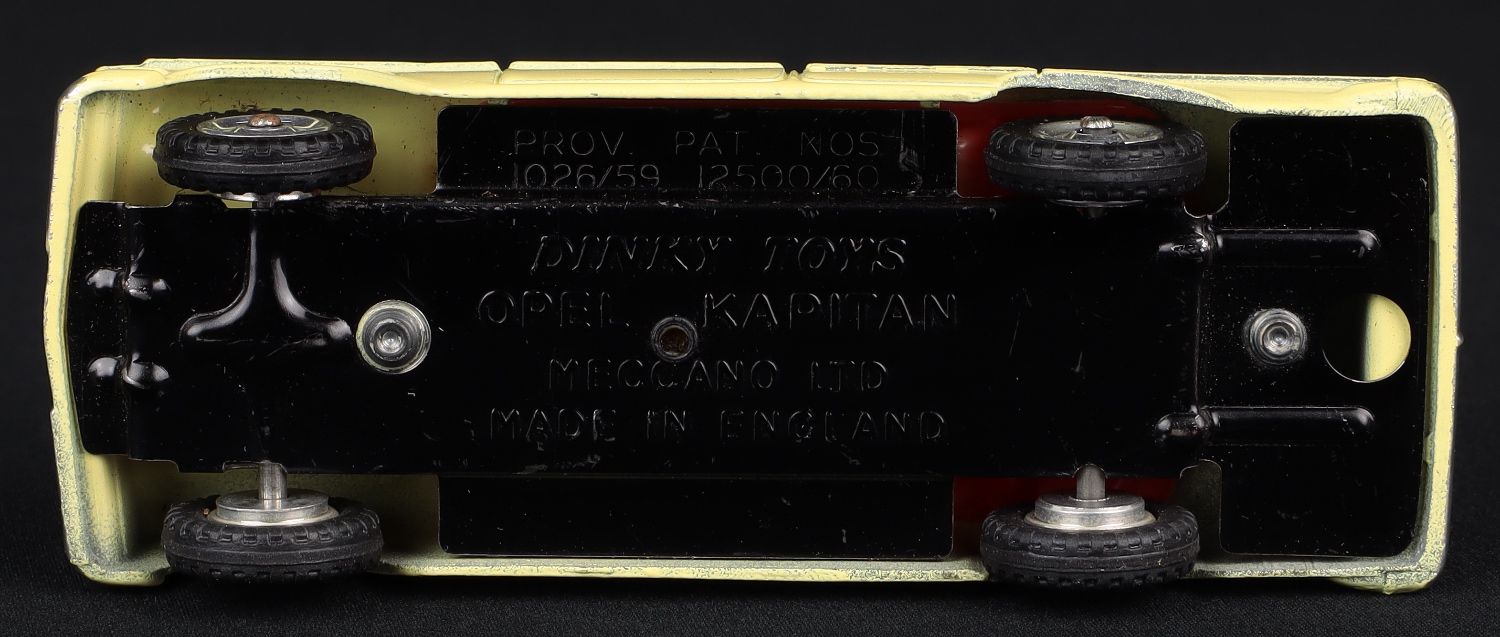 PROV. PAT. NOS
1026/59 12500/60
DINKY TOYS
OPEL KAPITAN
MECCANO LTD
MADE IN ENGLAND